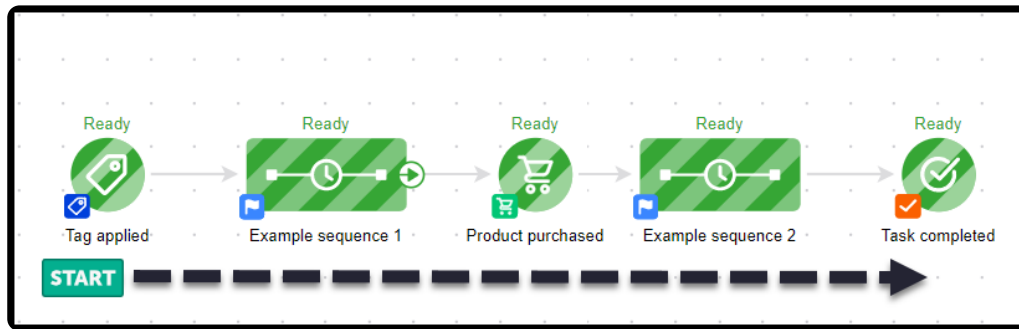 Ready Ready Ready Ready Ready
Tag applied Example sequence 1 Product purchased Example sequence 2 Task completed
START